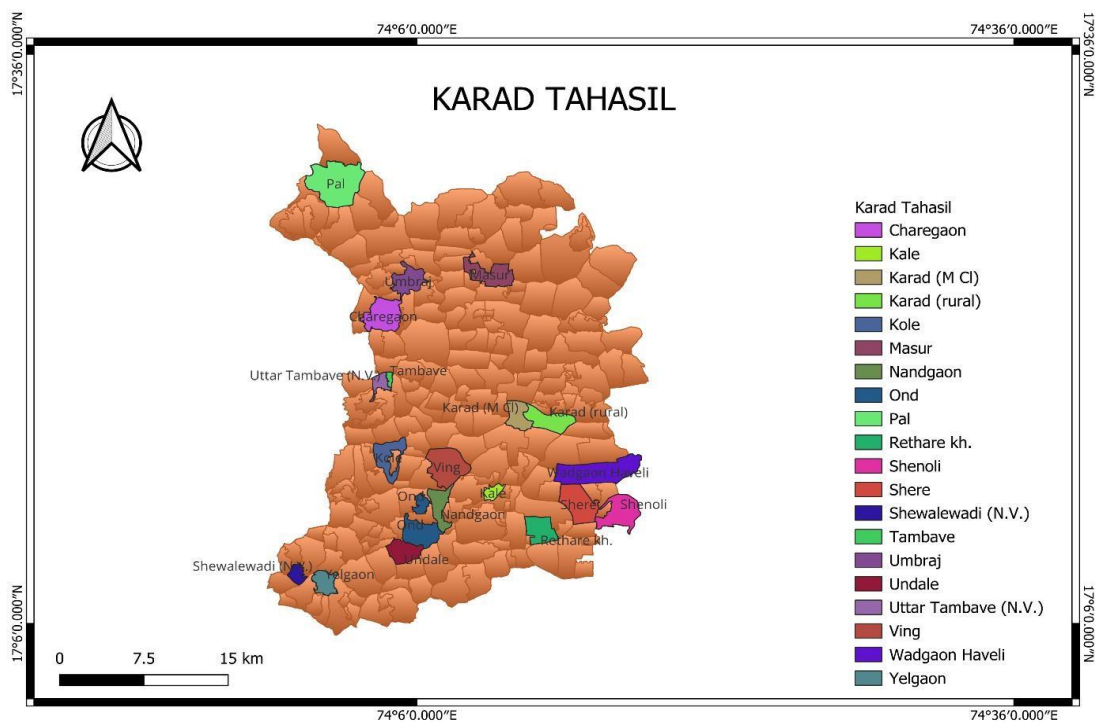 74°6'0.000"N
74°36'0.000"N
17°36'0.000"N
17°36'0.000"N
KARAD TAHASIL
Pal
Umbraj
Masur
Charegaon
Uttar Tambave (N.V.)
Tambave
Karad (M Cl)
Karad (rural)
Kole
Ving
Wadgaon Haveli
Ond
Kale
Shere
Shenoli
Nandgaon
Ond
Rethare kh.
Undale
Shewalewadi (N.V.)
Yelgaon
Karad Tahasil
Charegaon
Kale
Karad (M Cl)
Karad (rural)
Kole
Masur
Nandgaon
Ond
Pal
Rethare kh.
Shenoli
Shere
Shewalewadi (N.V.)
Tambave
Umbraj
Undale
Uttar Tambave (N.V.)
Ving
Wadgaon Haveli
Yelgaon
17°6'0.000"N
17°6'0.000"N
0 7.5 15 km
74°6'0.000"N
74°36'0.000"N